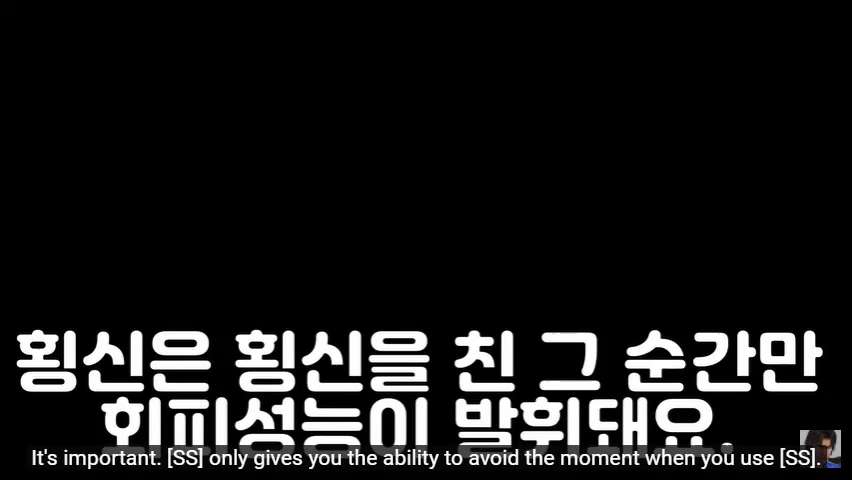 횡신은 횡신을 친 그 순간만
회피성능이 발휘돼요.
It's important. [SS] only gives you the ability to avoid the moment when you use [SS].